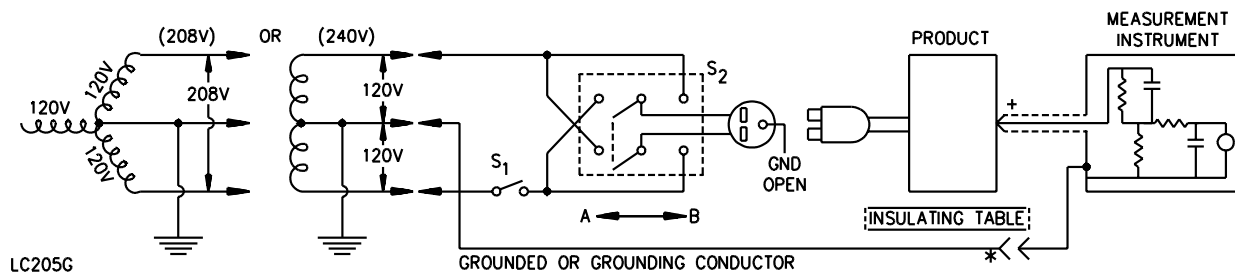 (208V) OR (240V)
MEASUREMENT
INSTRUMENT
PRODUCT
S2
120V
120V
208V
120V
120V
120V
+
S1
GND
OPEN
A B
INSULATING TABLE
*
GROUNDED OR GROUNDING CONDUCTOR
LC205G